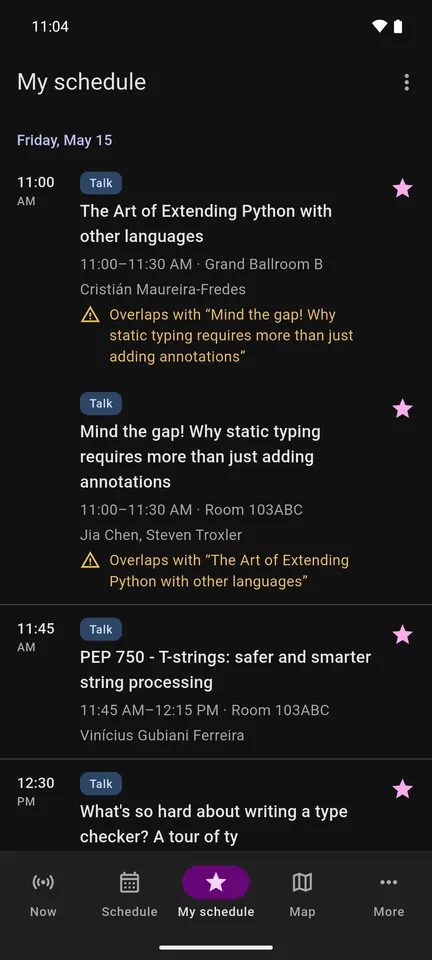 11:04
My schedule
Friday, May 15
11:00
AM
Talk
The Art of Extending Python with
other languages
11:00–11:30 AM · Grand Ballroom B
Cristián Maureira-Fredes
Overlaps with “Mind the gap! Why
static typing requires more than just
adding annotations”
Talk
Mind the gap! Why static typing
requires more than just adding
annotations
11:00–11:30 AM · Room 103ABC
Jia Chen, Steven Troxler
Overlaps with “The Art of Extending
Python with other languages”
11:45
AM
Talk
PEP 750 - T-strings: safer and smarter
string processing
11:45 AM–12:15 PM · Room 103ABC
Vinícius Gubiani Ferreira
12:30
PM
Talk
What's so hard about writing a type
checker? A tour of ty
Now
Schedule
My schedule
Map
More